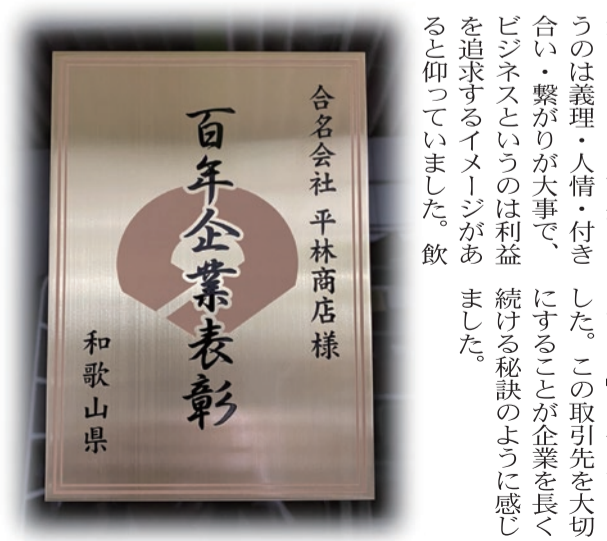 うのは義理・人情・付き
合い・繋がりが大事で、
ビジネスというのは利益
を追求するイメージがあ
ると仰っていました。飲
した。この取引先を大切
にすることが企業を長く
続ける秘訣のように感じ
ました。
合名会社 平林商店様
百年企業表彰
和歌山県